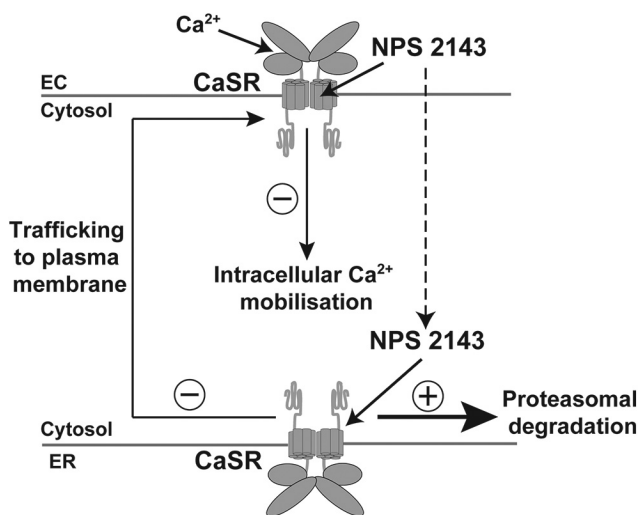 Ca²⁺
NPS 2143
CaSR
EC
Cytosol
−
Trafficking
to plasma
membrane
Intracellular Ca²⁺
mobilisation
NPS 2143
−
+
Proteasomal
degradation
Cytosol
CaSR
ER